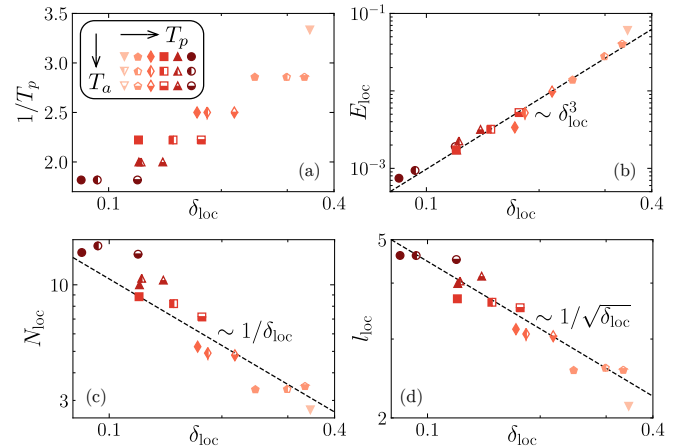 3.5
3.0
2.5
2.0
1/T_p
T_p
T_a
(a)
0.1
0.4
δ_loc
10^−1
10^−3
E_loc
~ δ_loc^3
(b)
0.1
0.4
δ_loc
10
3
N_loc
~ 1/δ_loc
(c)
0.1
0.4
δ_loc
5
2
l_loc
~ 1/√δ_loc
(d)
0.1
0.4
δ_loc